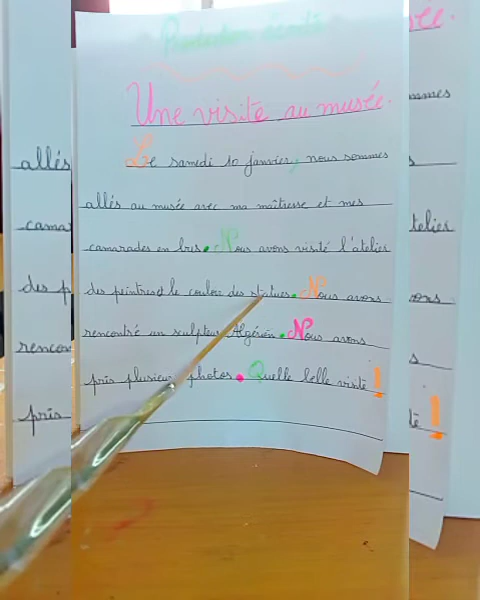 Production écrite
Une visite au musée.
Le samedi 10 janvier, nous sommes
allés au musée avec ma maîtresse et mes
camarades en bus. Nous avons visité l'atelier
des peintres et le couloir des statues. Nous avons
rencontré un sculpteur Algérien. Nous avons
pris plusieurs photos. Quelle belle visite !